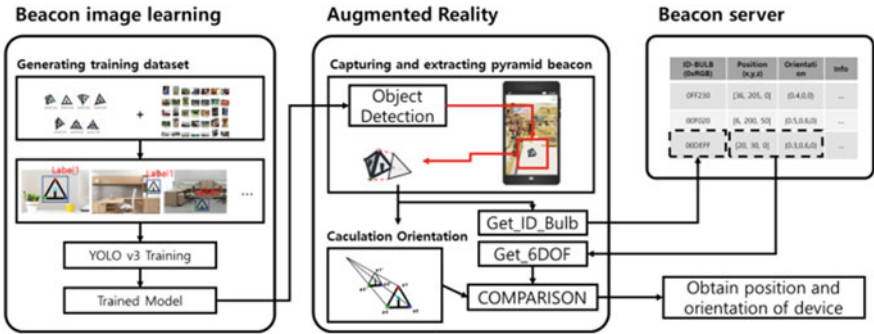 Beacon image learning
Augmented Reality
Beacon server
Generating training dataset
+
Label0
Label1
...
YOLO v3 Training
Trained Model
Capturing and extracting pyramid beacon
Object
Detection
Get_ID_Bulb
Caculation Orientation
Get_6DOF
COMPARISON
ID-BULB
(0xRGB)
Position
(x,y,z)
Orientati
on
Info
0FF230
[36, 205, 0]
(0.4,0,0)
...
00F020
[6, 200, 50]
(0.5,0.6,0)
...
00DEFF
[20, 30, 0]
(0.3,0.6,0)
...
Obtain position and
orientation of device